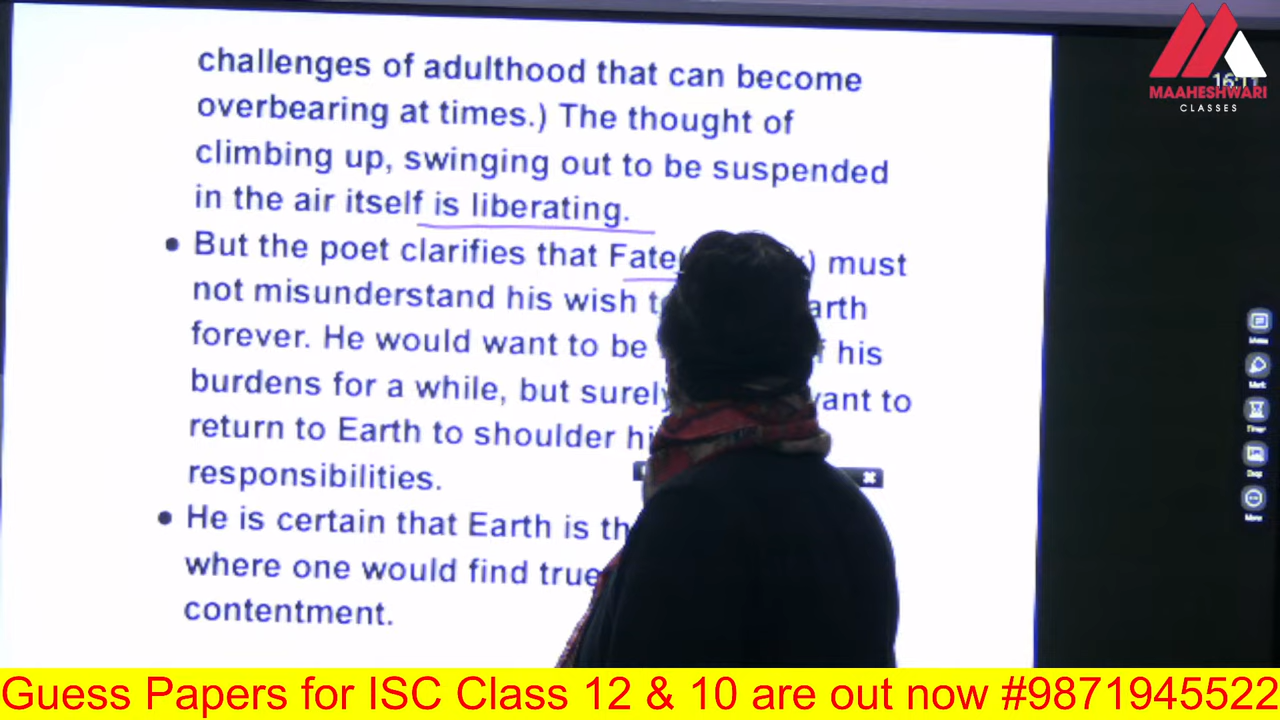 challenges of adulthood that can become
overbearing at times.) The thought of
climbing up, swinging out to be suspended
in the air itself is liberating.
But the poet clarifies that Fate( ) must
not misunderstand his wish
forever. He would want to be his
burdens for a while, but surely to
return to Earth to shoulder
responsibilities.
He is certain that Earth is
where one would find true
contentment.
MAAHESHWARI
CLASSES
Guess Papers for ISC Class 12 & 10 are out now #9871945522